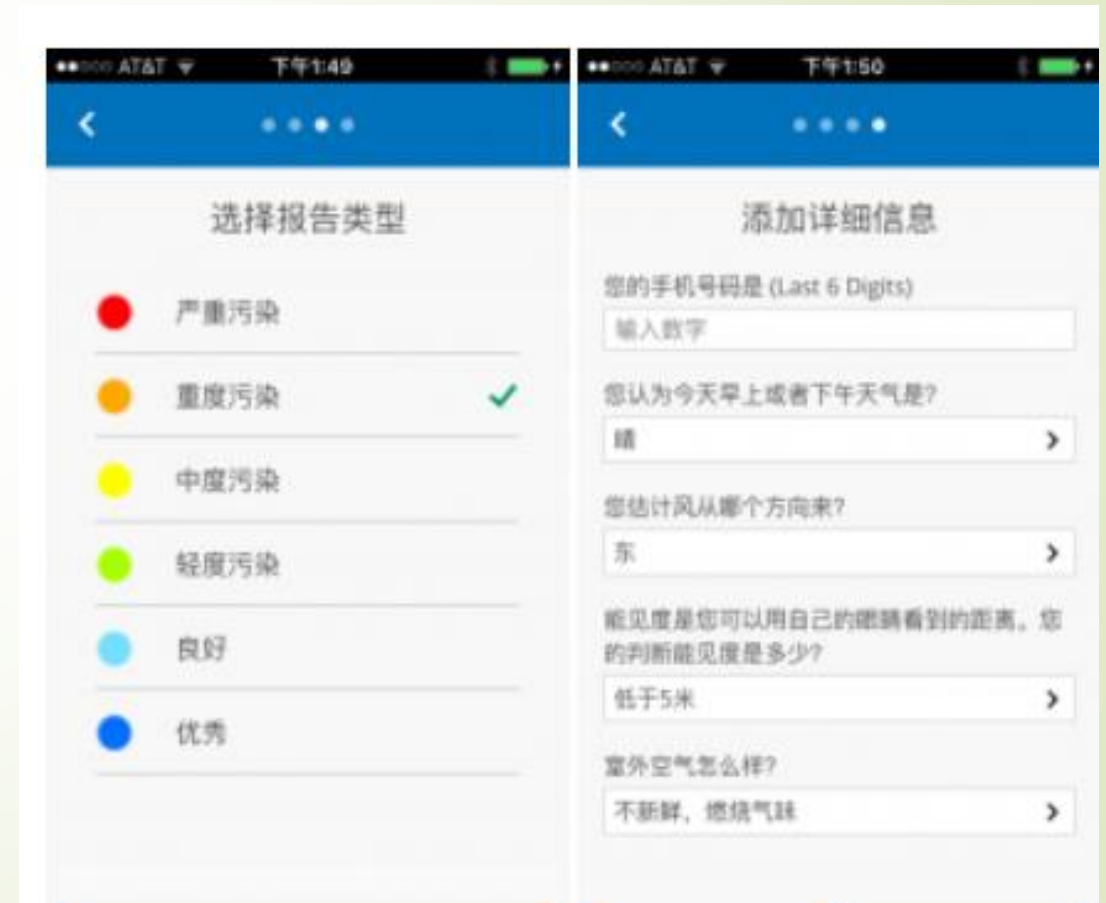 AT&T 下午1:49
选择报告类型
严重污染
重度污染
中度污染
轻度污染
良好
优秀
AT&T 下午1:50
添加详细信息
您的手机号码是 (Last 6 Digits)
输入数字
您认为今天早上或者下午天气是?
晴
您估计风从哪个方向来?
东
能见度是您可以用自己的眼睛看到的距离。您
的判断能见度是多少?
低于5米
室外空气怎么样?
不新鲜，燃烧气味